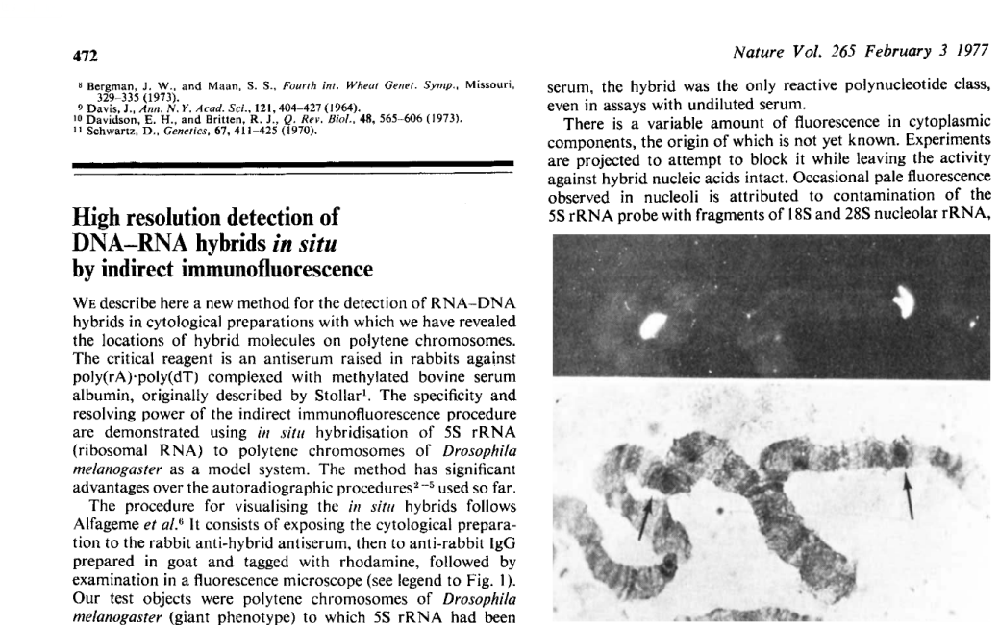 472
Nature Vol. 265 February 3 1977
⁸ Bergman, J. W., and Maan, S. S., Fourth int. Wheat Genet. Symp., Missouri,
329–335 (1973).
⁹ Davis, J., Ann. N. Y. Acad. Sci., 121, 404–427 (1964).
¹⁰ Davidson, E. H., and Britten, R. J., Q. Rev. Biol., 48, 565–606 (1973).
¹¹ Schwartz, D., Genetics, 67, 411–425 (1970).
High resolution detection of
DNA–RNA hybrids in situ
by indirect immunofluorescence
WE describe here a new method for the detection of RNA–DNA
hybrids in cytological preparations with which we have revealed
the locations of hybrid molecules on polytene chromosomes.
The critical reagent is an antiserum raised in rabbits against
poly(rA)·poly(dT) complexed with methylated bovine serum
albumin, originally described by Stollar¹. The specificity and
resolving power of the indirect immunofluorescence procedure
are demonstrated using in situ hybridisation of 5S rRNA
(ribosomal RNA) to polytene chromosomes of Drosophila
melanogaster as a model system. The method has significant
advantages over the autoradiographic procedures²⁻⁵ used so far.
The procedure for visualising the in situ hybrids follows
Alfageme et al.⁶ It consists of exposing the cytological prepara-
tion to the rabbit anti-hybrid antiserum, then to anti-rabbit IgG
prepared in goat and tagged with rhodamine, followed by
examination in a fluorescence microscope (see legend to Fig. 1).
Our test objects were polytene chromosomes of Drosophila
melanogaster (giant phenotype) to which 5S rRNA had been
serum, the hybrid was the only reactive polynucleotide class,
even in assays with undiluted serum.
There is a variable amount of fluorescence in cytoplasmic
components, the origin of which is not yet known. Experiments
are projected to attempt to block it while leaving the activity
against hybrid nucleic acids intact. Occasional pale fluorescence
observed in nucleoli is attributed to contamination of the
5S rRNA probe with fragments of 18S and 28S nucleolar rRNA,